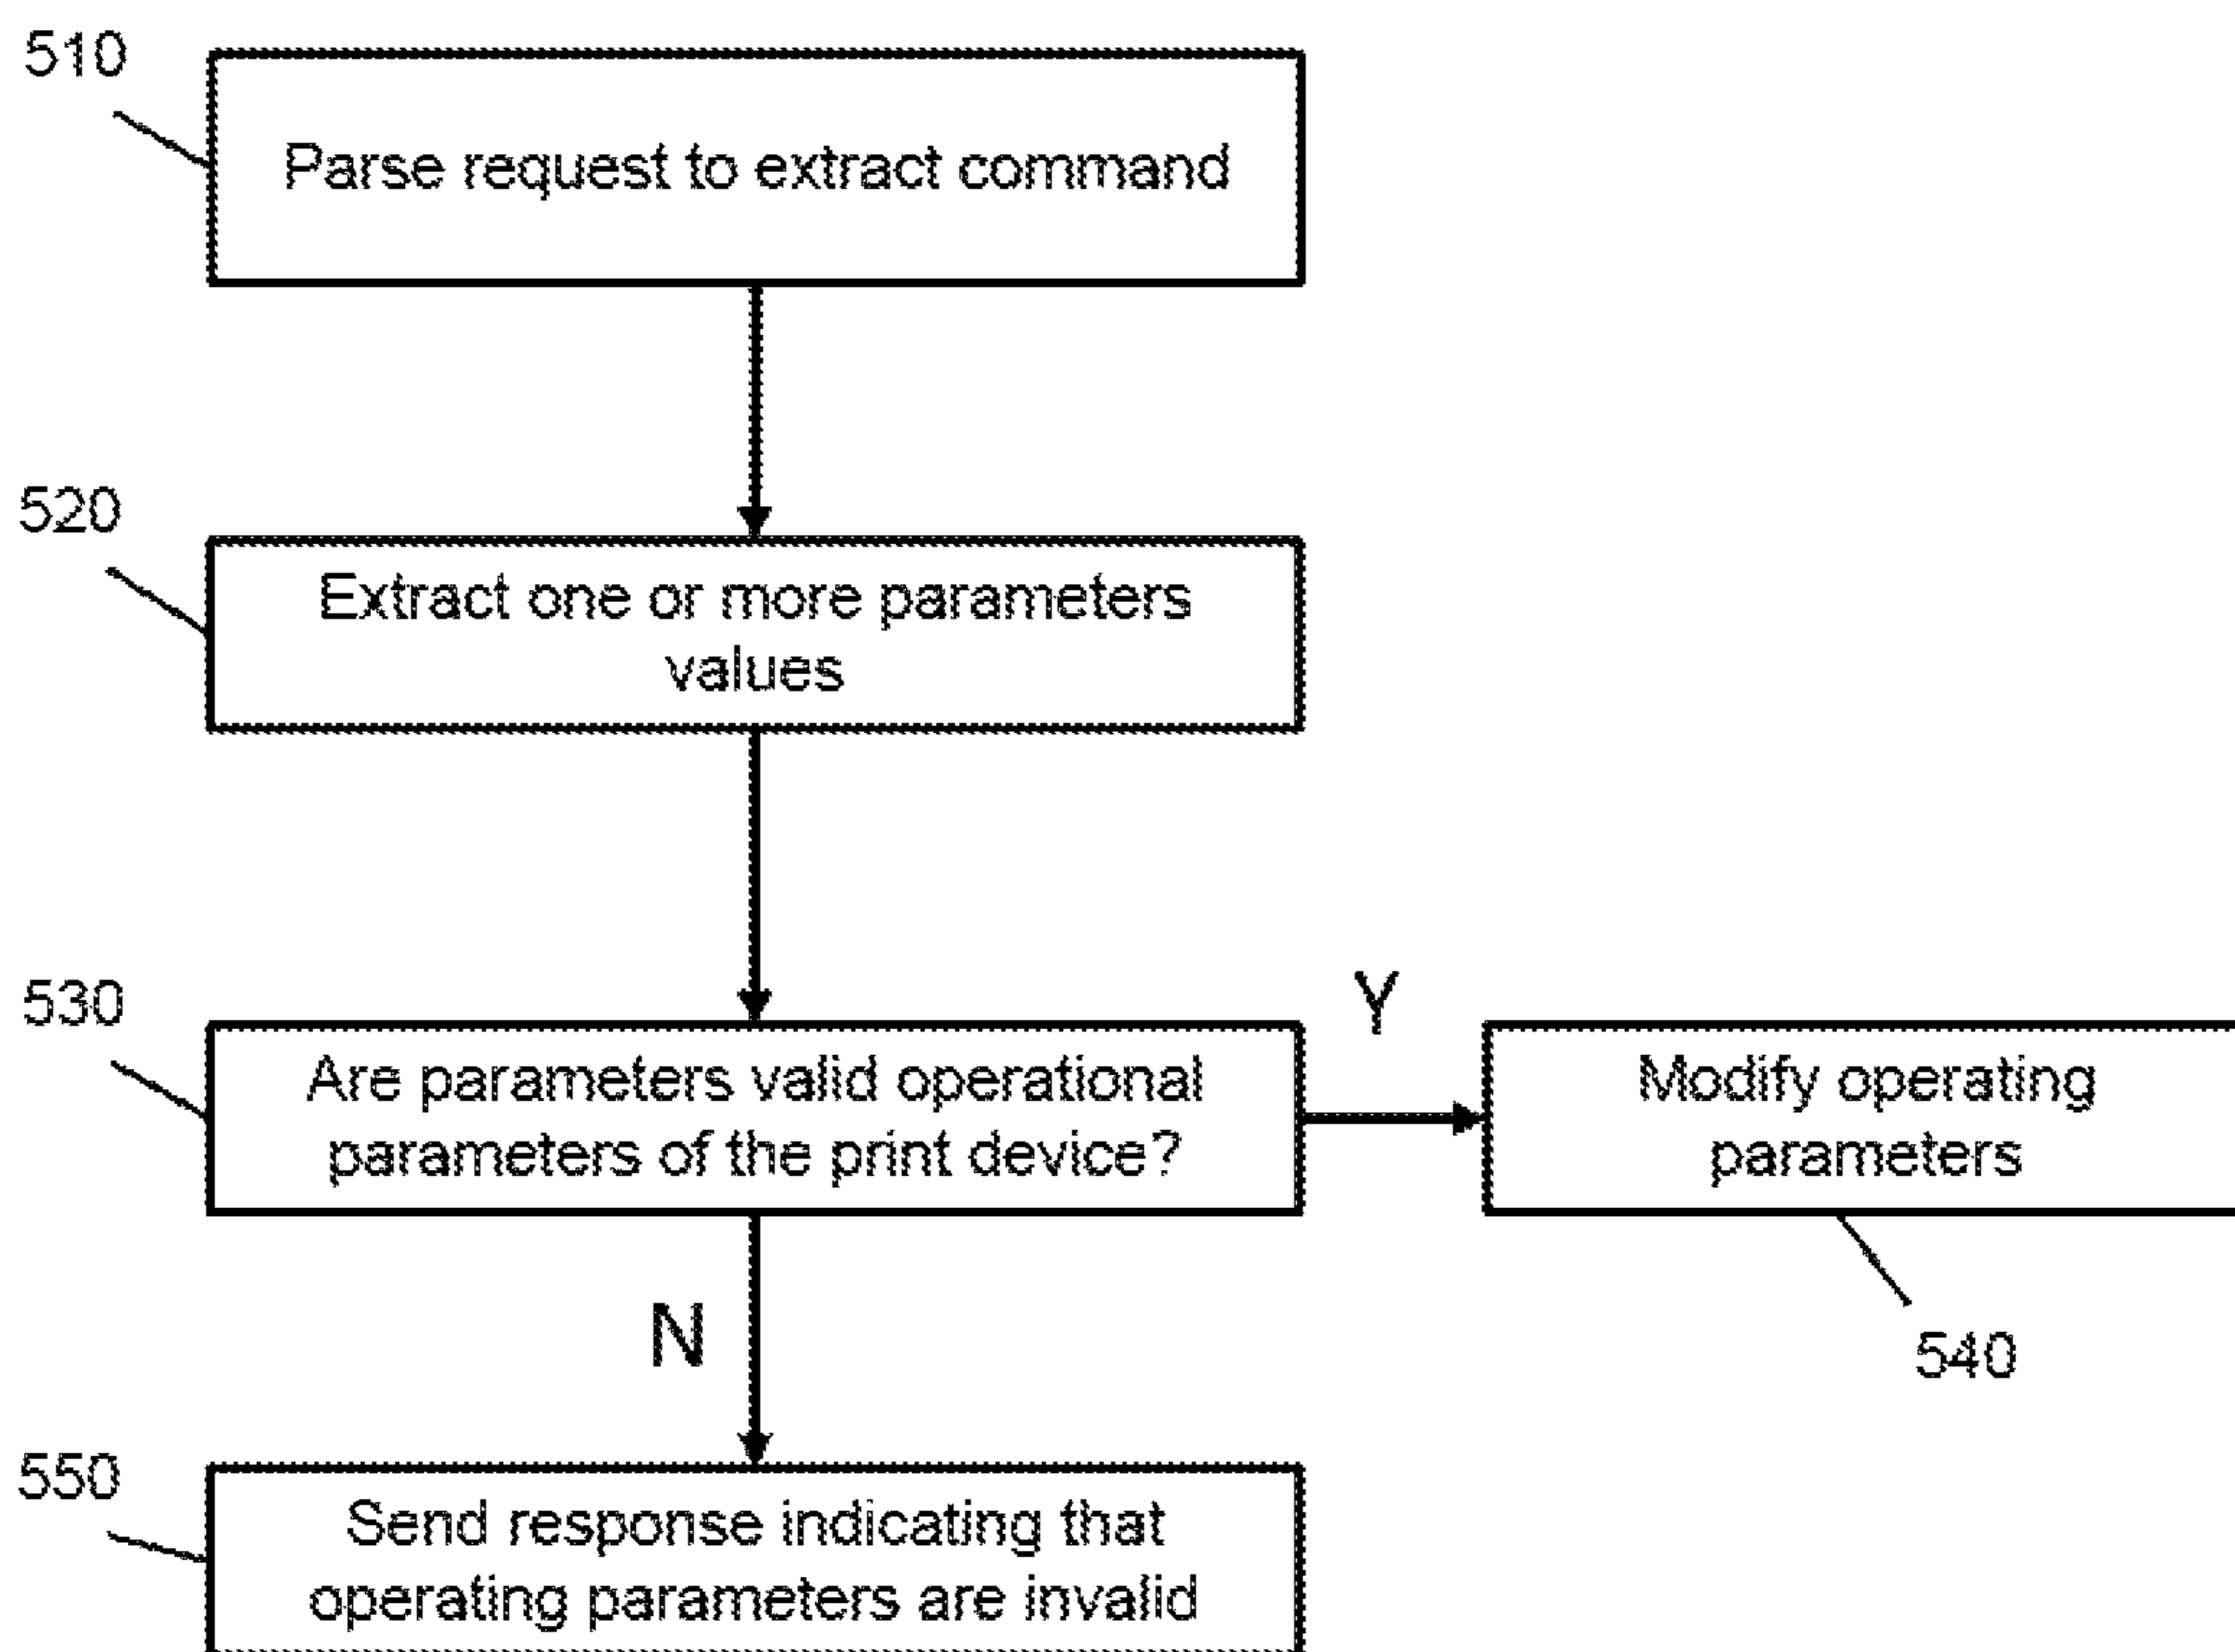 510
Parse request to extract command
520
Extract one or more parameters
values
530
Are parameters valid operational
parameters of the print device?
Y
Modify operating
parameters
540
N
550
Send response indicating that
operating parameters are invalid